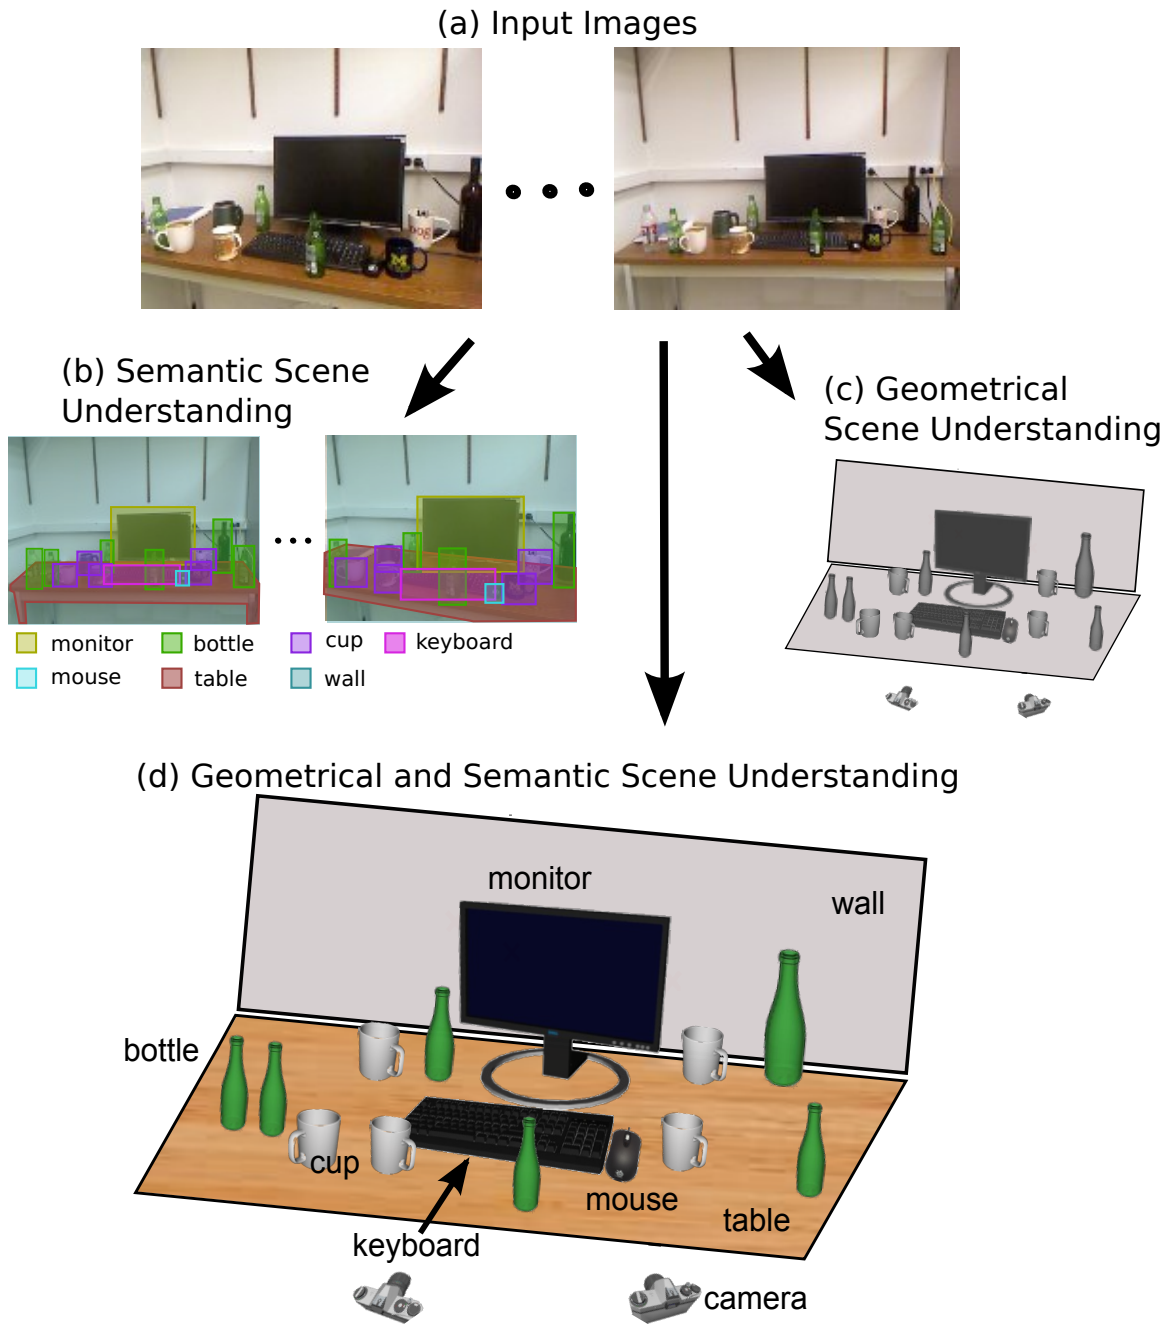 (a) Input Images
(b) Semantic Scene
Understanding
(c) Geometrical
Scene Understanding
monitor
bottle
cup
keyboard
mouse
table
wall
(d) Geometrical and Semantic Scene Understanding
monitor
wall
bottle
cup
mouse
table
keyboard
camera
M